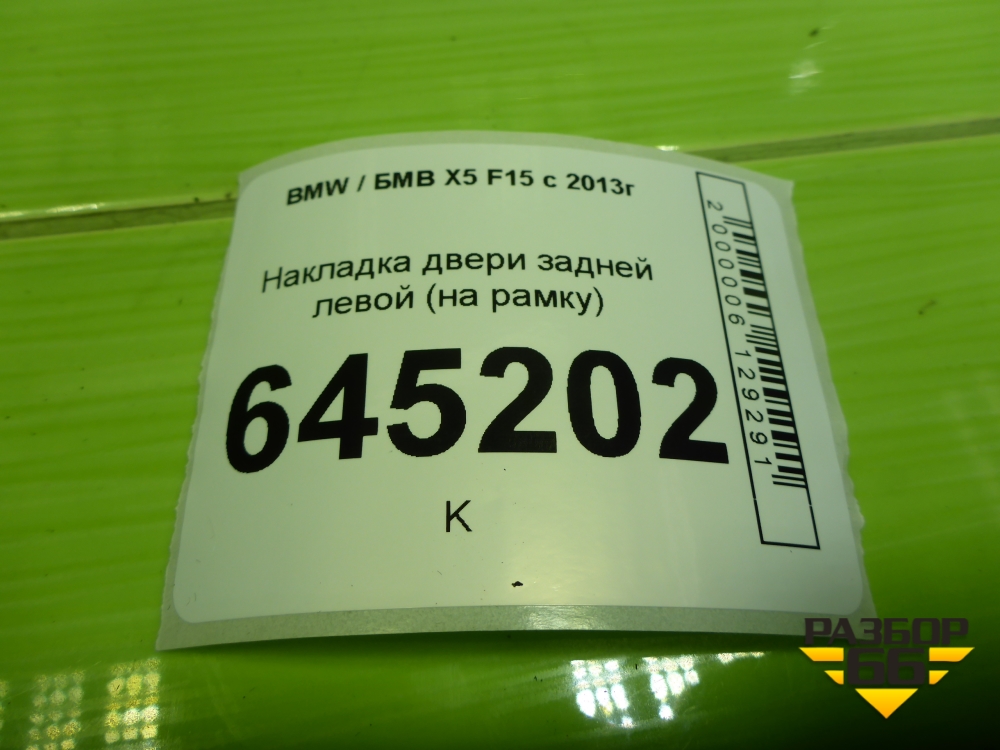 BMW / БМВ X5 F15 с 2013г
Накладка двери задней
левой (на рамку)
645202
К
2000006129291
РАЗБОР
66